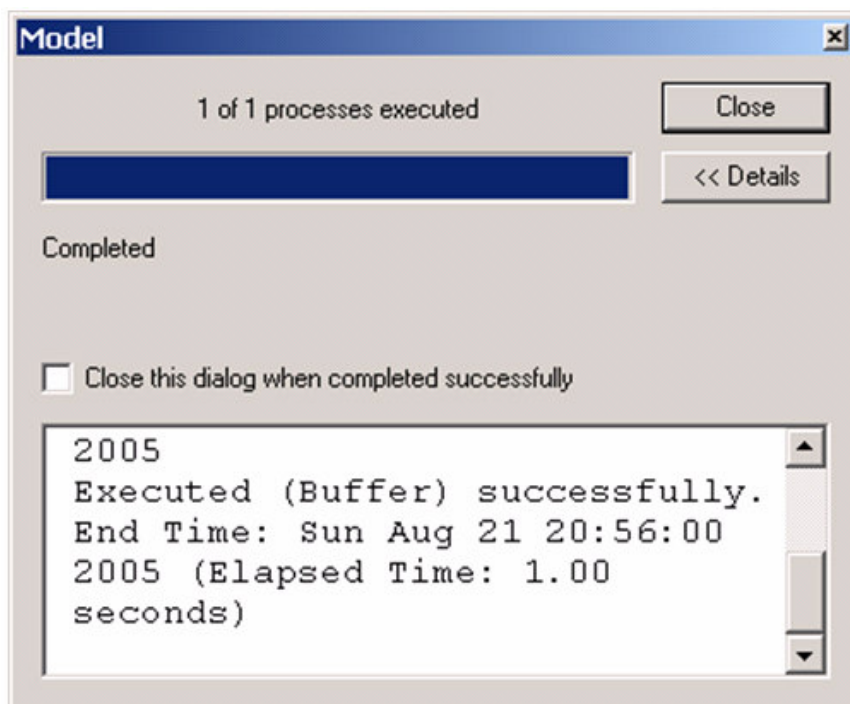 Model
1 of 1 processes executed
Close
<< Details
Completed
Close this dialog when completed successfully
2005
Executed (Buffer) successfully.
End Time: Sun Aug 21 20:56:00
2005 (Elapsed Time: 1.00
seconds)